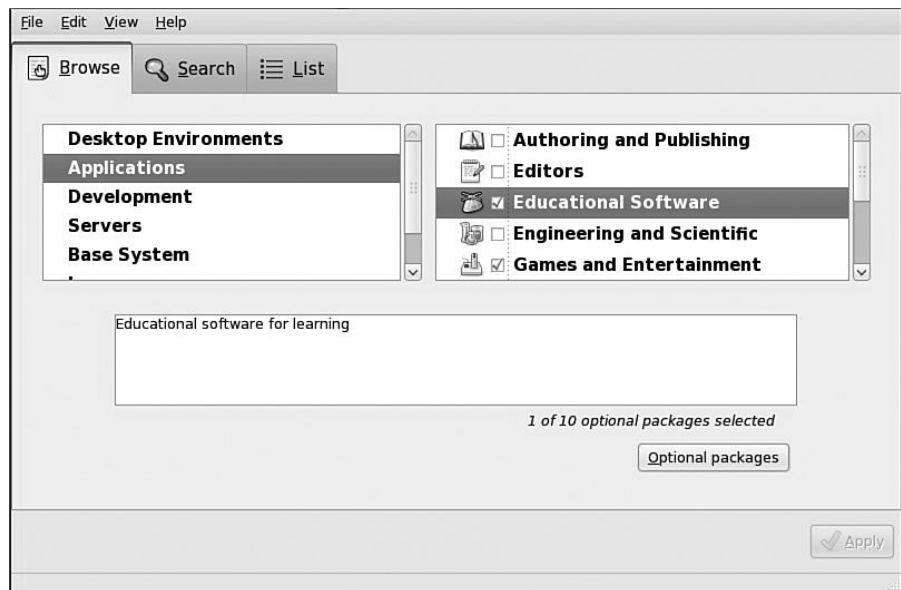 File Edit View Help
Browse Search List
Desktop Environments
Applications
Development
Servers
Base System
Authoring and Publishing
Editors
Educational Software
Engineering and Scientific
Games and Entertainment
Educational software for learning
1 of 10 optional packages selected
Optional packages
Apply